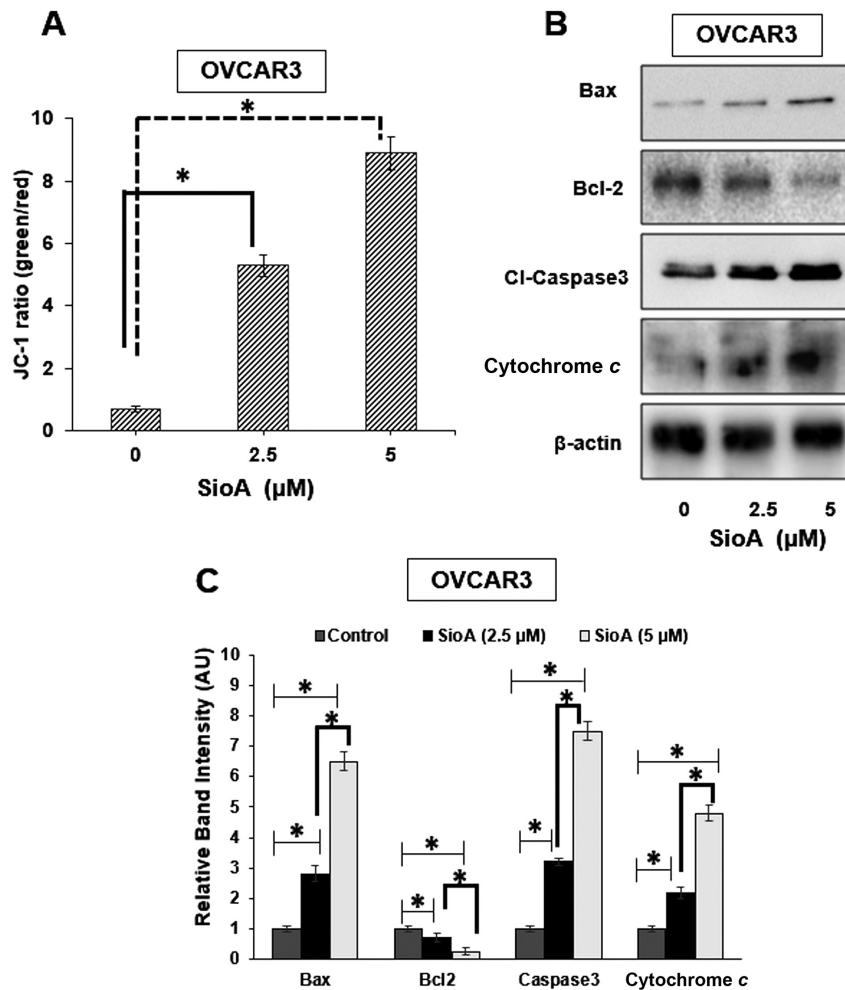 A
OVCAR3
*
*
10
8
6
4
2
0
JC-1 ratio (green/red)
0 2.5 5
SioA (µM)
B
OVCAR3
Bax
Bcl-2
Cl-Caspase3
Cytochrome c
β-actin
0 2.5 5
SioA (µM)
C
OVCAR3
Control SioA (2.5 µM) SioA (5 µM)
Relative Band Intensity (AU)
10
9
8
7
6
5
4
3
2
1
0
* * *
* * *
* * *
* * *
Bax Bcl2 Caspase3 Cytochrome c